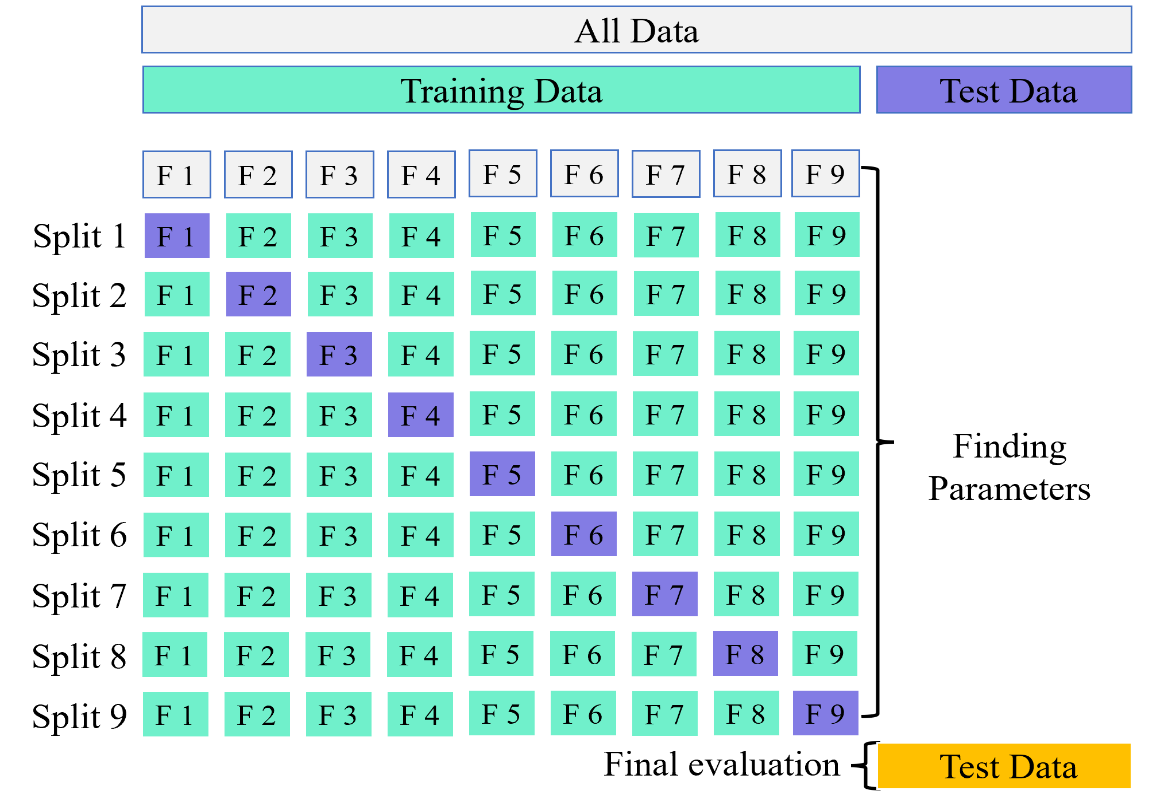 All Data
Training Data Test Data
F 1 F 2 F 3 F 4 F 5 F 6 F 7 F 8 F 9
Split 1 F 1 F 2 F 3 F 4 F 5 F 6 F 7 F 8 F 9
Split 2 F 1 F 2 F 3 F 4 F 5 F 6 F 7 F 8 F 9
Split 3 F 1 F 2 F 3 F 4 F 5 F 6 F 7 F 8 F 9
Split 4 F 1 F 2 F 3 F 4 F 5 F 6 F 7 F 8 F 9
Split 5 F 1 F 2 F 3 F 4 F 5 F 6 F 7 F 8 F 9
Split 6 F 1 F 2 F 3 F 4 F 5 F 6 F 7 F 8 F 9
Split 7 F 1 F 2 F 3 F 4 F 5 F 6 F 7 F 8 F 9
Split 8 F 1 F 2 F 3 F 4 F 5 F 6 F 7 F 8 F 9
Split 9 F 1 F 2 F 3 F 4 F 5 F 6 F 7 F 8 F 9
Finding
Parameters
Final evaluation Test Data